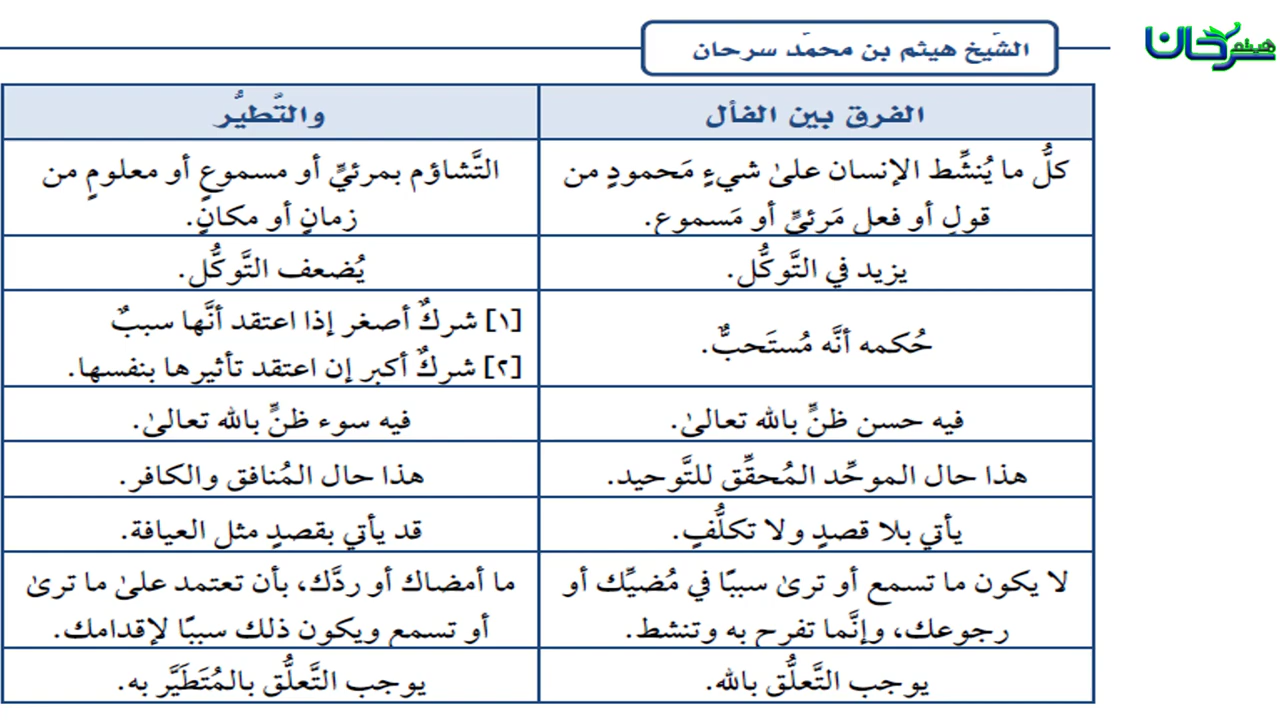 هيثم سرحان
الشَّيخ هيثم بن محمَّد سرحان
الفرق بين الفأل
والتَّطيُّر
كلُّ ما يُنشِّط الإنسان علىٰ شيءٍ مَحمودٍ من
قولٍ أو فعلٍ مَرئيٍّ أو مَسموعٍ.
التَّشاؤم بمرئيٍّ أو مسموعٍ أو معلومٍ من
زمانٍ أو مكانٍ.
يزيد في التَّوكُّل.
يُضعف التَّوكُّل.
حُكمه أنَّه مُستَحبٌّ.
[١] شركٌ أصغر إذا اعتقد أنَّها سببٌ
[٢] شركٌ أكبر إن اعتقد تأثيرها بنفسها.
فيه حسن ظنٍّ بالله تعالىٰ.
فيه سوء ظنٍّ بالله تعالىٰ.
هذا حال الموحِّد المُحقِّق للتَّوحيد.
هذا حال المُنافق والكافر.
يأتي بلا قصدٍ ولا تكلُّفٍ.
قد يأتي بقصدٍ مثل العيافة.
لا يكون ما تسمع أو ترىٰ سببًا في مُضيِّك أو
رجوعك، وإنَّما تفرح به وتنشط.
ما أمضاك أو ردَّك، بأن تعتمد علىٰ ما ترىٰ
أو تسمع ويكون ذلك سببًا لإقدامك.
يوجب التَّعلُّق بالله.
يوجب التَّعلُّق بالمُتَطَيَّر به.